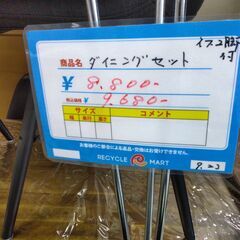 商品名 ダイニングセット
イス2脚付
¥ 8.800-
税込価格 9.680-
サイズ コメント
幅 奥行 高さ
お客様のご都合による返品・交換はお受けできません。
RECYCLE MART